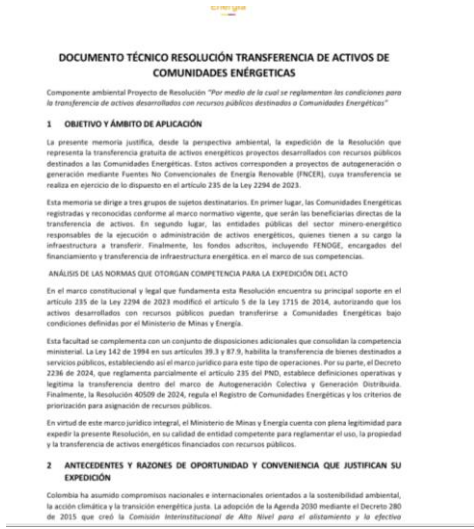 energía
DOCUMENTO TÉCNICO RESOLUCIÓN TRANSFERENCIA DE ACTIVOS DE
COMUNIDADES ENÉRGETICAS
Componente ambiental Proyecto de Resolución "Por medio de la cual se reglamentan las condiciones para
la transferencia de activos desarrollados con recursos públicos destinados a Comunidades Energéticas"
1 OBJETIVO Y ÁMBITO DE APLICACIÓN
La presente memoria justifica, desde la perspectiva ambiental, la expedición de la Resolución que
representa la transferencia gratuita de activos energéticos proyectos desarrollados con recursos públicos
destinados a las Comunidades Energéticas. Estos activos corresponden a proyectos de autogeneración o
generación mediante Fuentes No Convencionales de Energía Renovable (FNCER), cuya transferencia se
realiza en ejercicio de lo dispuesto en el artículo 235 de la Ley 2294 de 2023.
Esta memoria se dirige a tres grupos de sujetos destinatarios. En primer lugar, las Comunidades Energéticas
registradas y reconocidas conforme al marco normativo vigente, que serán las beneficiarias directas de la
transferencia de activos. En segundo lugar, las entidades públicas del sector minero-energético
responsables de la ejecución o administración de activos energéticos, quienes tienen a su cargo la
infraestructura a transferir. Finalmente, los fondos adscritos, incluyendo FENOGE, encargados del
financiamiento y transferencia de infraestructura energética. en el marco de sus competencias.
ANÁLISIS DE LAS NORMAS QUE OTORGAN COMPETENCIA PARA LA EXPEDICIÓN DEL ACTO
En el marco constitucional y legal que fundamenta esta Resolución encuentra su principal soporte en el
artículo 235 de la Ley 2294 de 2023 modificó el artículo 5 de la Ley 1715 de 2014, autorizando que los
activos desarrollados con recursos públicos puedan transferirse a Comunidades Energéticas bajo
condiciones definidas por el Ministerio de Minas y Energía.
Esta facultad se complementa con un conjunto de disposiciones adicionales que consolidan la competencia
ministerial. La Ley 142 de 1994 en sus artículos 39.3 y 87.9, habilita la transferencia de bienes destinados a
servicios públicos, estableciendo así el marco jurídico para este tipo de operaciones. Por su parte, el Decreto
2236 de 2024, que reglamenta parcialmente el artículo 235 del PND, establece definiciones operativas y
legitima la transferencia dentro del marco de Autogeneración Colectiva y Generación Distribuida.
Finalmente, la Resolución 40509 de 2024, regula el Registro de Comunidades Energéticas y los criterios de
priorización para asignación de recursos públicos.
En virtud de este marco jurídico integral, el Ministerio de Minas y Energía cuenta con plena legitimidad para
expedir la presente Resolución, en su calidad de entidad competente para reglamentar el uso, la propiedad
y la transferencia de activos energéticos financiados con recursos públicos.
2 ANTECEDENTES Y RAZONES DE OPORTUNIDAD Y CONVENIENCIA QUE JUSTIFICAN SU
EXPEDICIÓN
Colombia ha asumido compromisos nacionales e internacionales orientados a la sostenibilidad ambiental,
la acción climática y la transición energética justa. La adopción de la Agenda 2030 mediante el Decreto 280
de 2015 que creó la Comisión Interinstitucional de Alto Nivel para el alistamiento y la efectiva